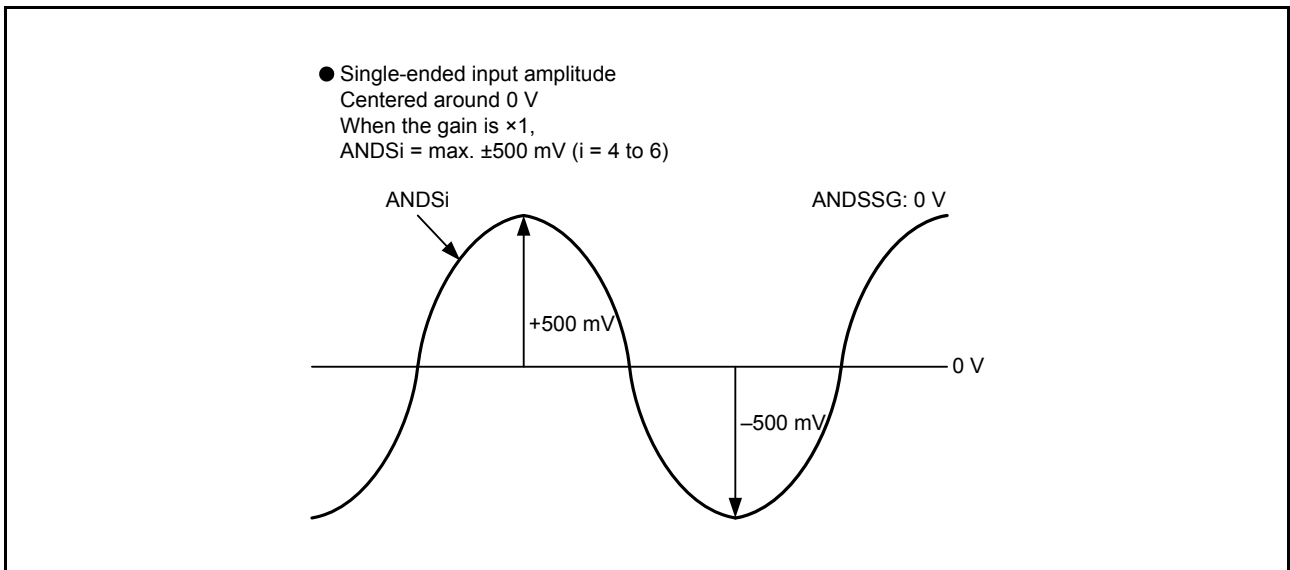 ● Single-ended input amplitude
Centered around 0 V
When the gain is ×1,
ANDSi = max. ±500 mV (i = 4 to 6)
ANDSi
ANDSSG: 0 V
+500 mV
0 V
–500 mV